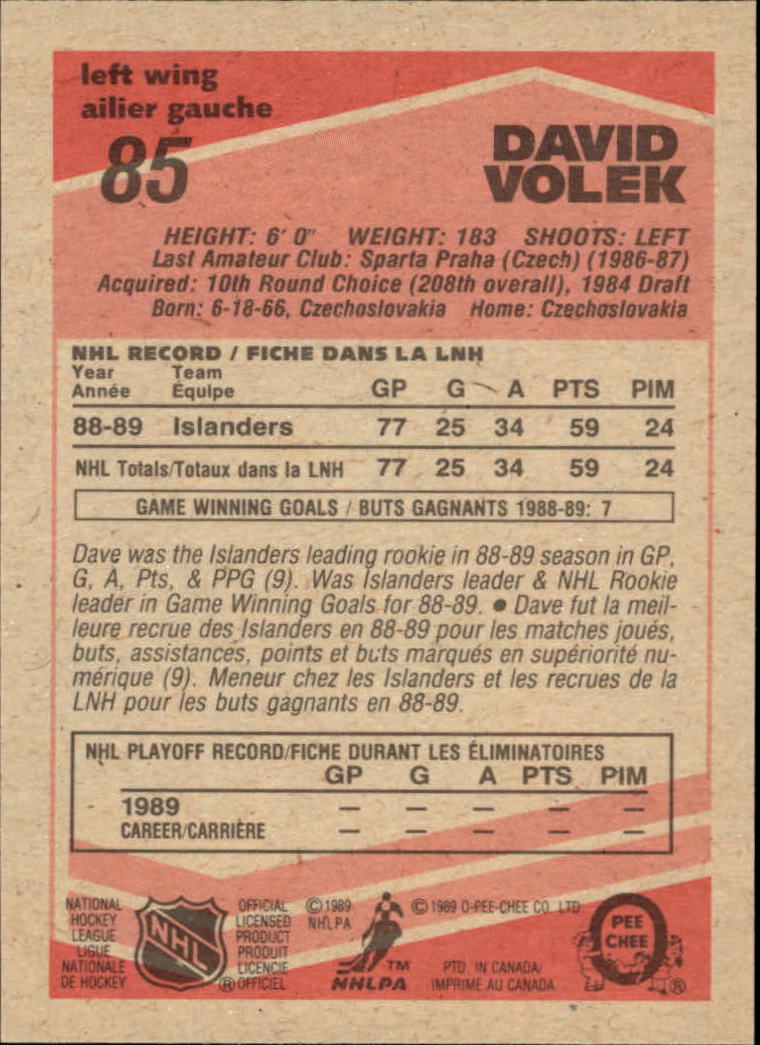 left wing
ailier gauche
85
DAVID
VOLEK
HEIGHT: 6' 0" WEIGHT: 183 SHOOTS: LEFT
Last Amateur Club: Sparta Praha (Czech) (1986-87)
Acquired: 10th Round Choice (208th overall), 1984 Draft
Born: 6-18-66, Czechoslovakia Home: Czechoslovakia
NHL RECORD / FICHE DANS LA LNH
Year Team
Année Équipe GP G A PTS PIM
88-89 Islanders 77 25 34 59 24
NHL Totals/Totaux dans la LNH 77 25 34 59 24
GAME WINNING GOALS / BUTS GAGNANTS 1988-89: 7
Dave was the Islanders leading rookie in 88-89 season in GP,
G, A, Pts, & PPG (9). Was Islanders leader & NHL Rookie
leader in Game Winning Goals for 88-89. ● Dave fut la meil-
leure recrue des Islanders en 88-89 pour les matches joués,
buts, assistances, points et buts marqués en supériorité nu-
mérique (9). Meneur chez les Islanders et les recrues de la
LNH pour les buts gagnants en 88-89.
NHL PLAYOFF RECORD/FICHE DURANT LES ÉLIMINATOIRES
GP G A PTS PIM
1989 — — — — —
CAREER/CARRIÈRE — — — — —
NATIONAL
HOCKEY
LEAGUE
LIGUE
NATIONALE
DE HOCKEY
NHL
®
OFFICIAL
LICENSED
PRODUCT
PRODUIT
LICENCIE
OFFICIEL
©1989
NHLPA
TM
NHLPA
©1989 O-PEE-CHEE CO. LTD
PTD. IN CANADA/
IMPRIME AU CANADA
PEE
CHEE
®